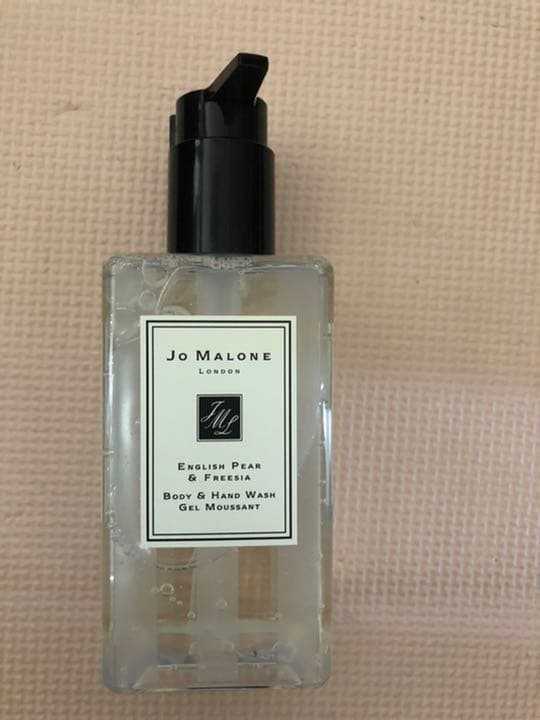 Jo Malone
London
JML
English Pear
& Freesia
Body & Hand Wash
Gel Moussant